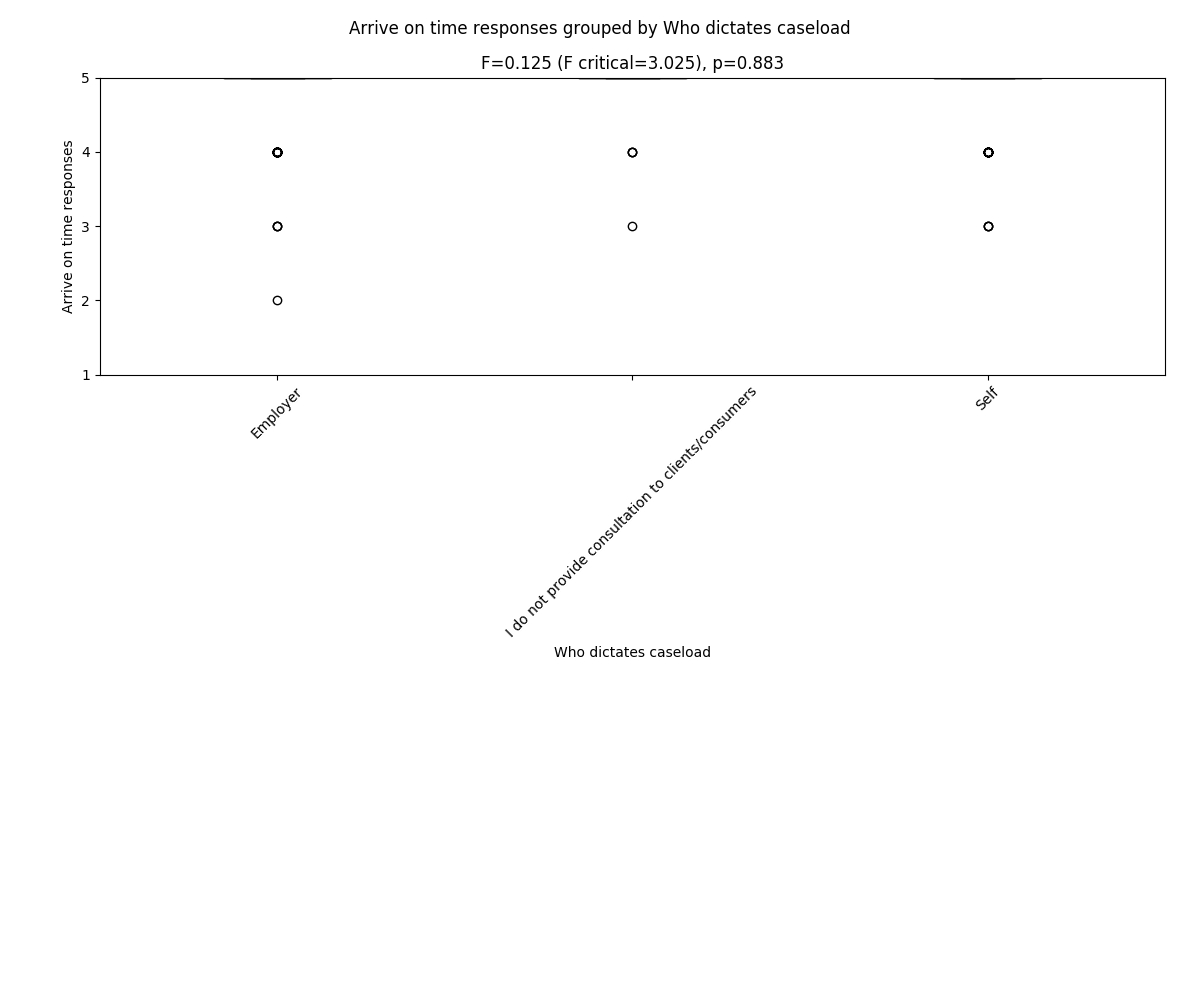 Arrive on time responses grouped by Who dictates caseload
F=0.125 (F critical=3.025), p=0.883
Arrive on time responses
5
4
3
2
1
Employer
I do not provide consultation to clients/consumers
Self
Who dictates caseload